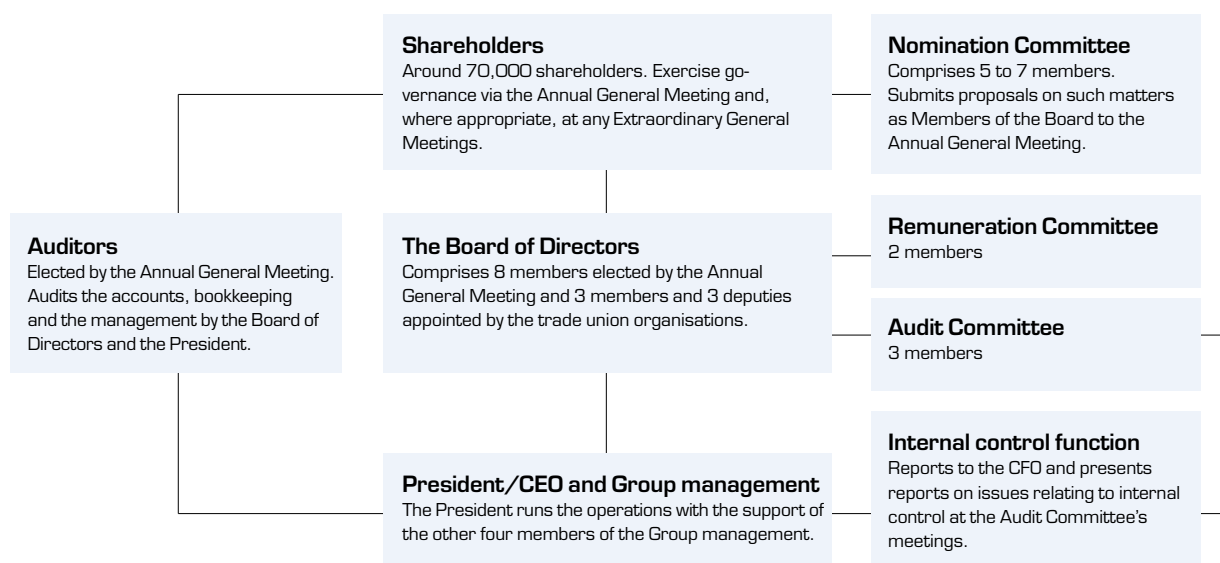 Shareholders
Around 70,000 shareholders. Exercise go-
vernance via the Annual General Meeting and,
where appropriate, at any Extraordinary General
Meetings.
Nomination Committee
Comprises 5 to 7 members.
Submits proposals on such matters
as Members of the Board to the
Annual General Meeting.
Auditors
Elected by the Annual General Meeting.
Audits the accounts, bookkeeping
and the management by the Board of
Directors and the President.
The Board of Directors
Comprises 8 members elected by the Annual
General Meeting and 3 members and 3 deputies
appointed by the trade union organisations.
Remuneration Committee
2 members
Audit Committee
3 members
President/CEO and Group management
The President runs the operations with the support of
the other four members of the Group management.
Internal control function
Reports to the CFO and presents
reports on issues relating to internal
control at the Audit Committee's
meetings.